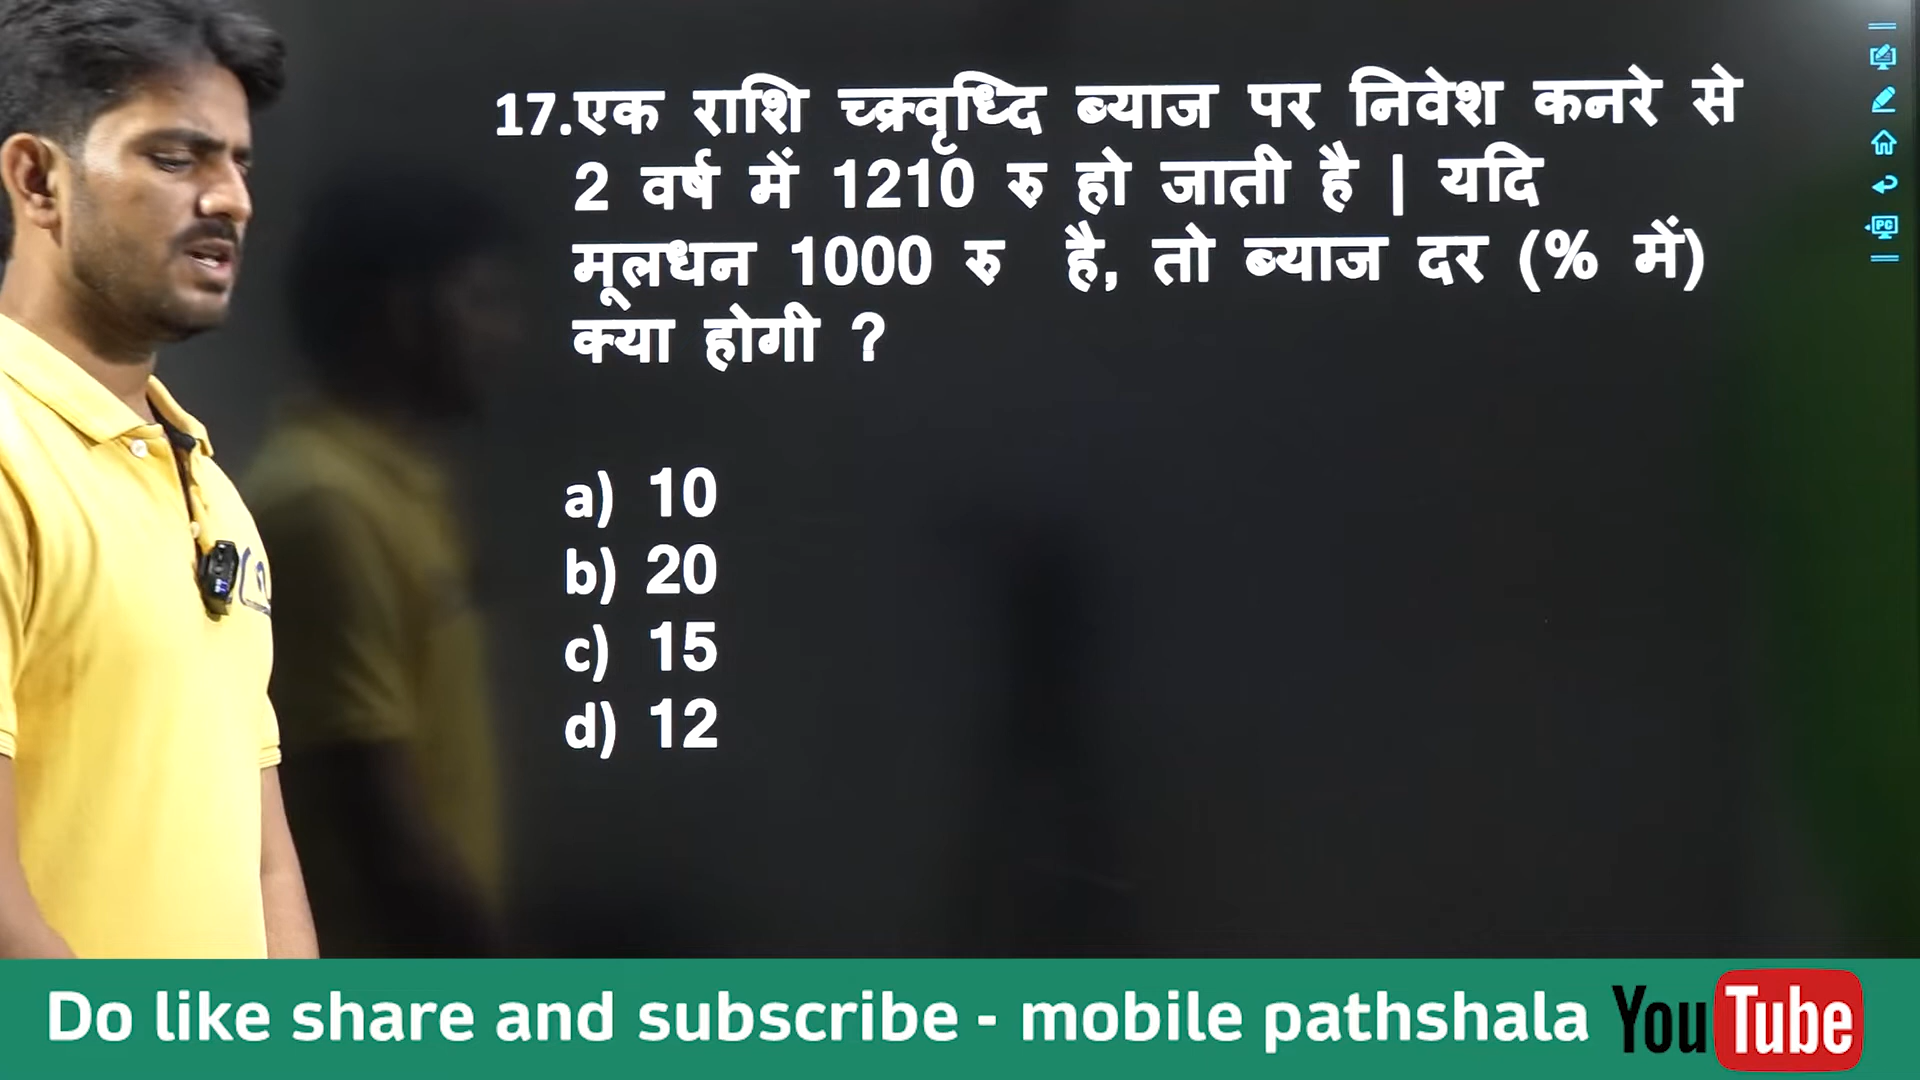 17.एक राशि च्क्रवृध्दि ब्याज पर निवेश कनरे से
2 वर्ष में 1210 रु हो जाती है | यदि
मूलधन 1000 रु है, तो ब्याज दर (% में)
क्या होगी ?
a) 10
b) 20
c) 15
d) 12
PC
Do like share and subscribe - mobile pathshala YouTube